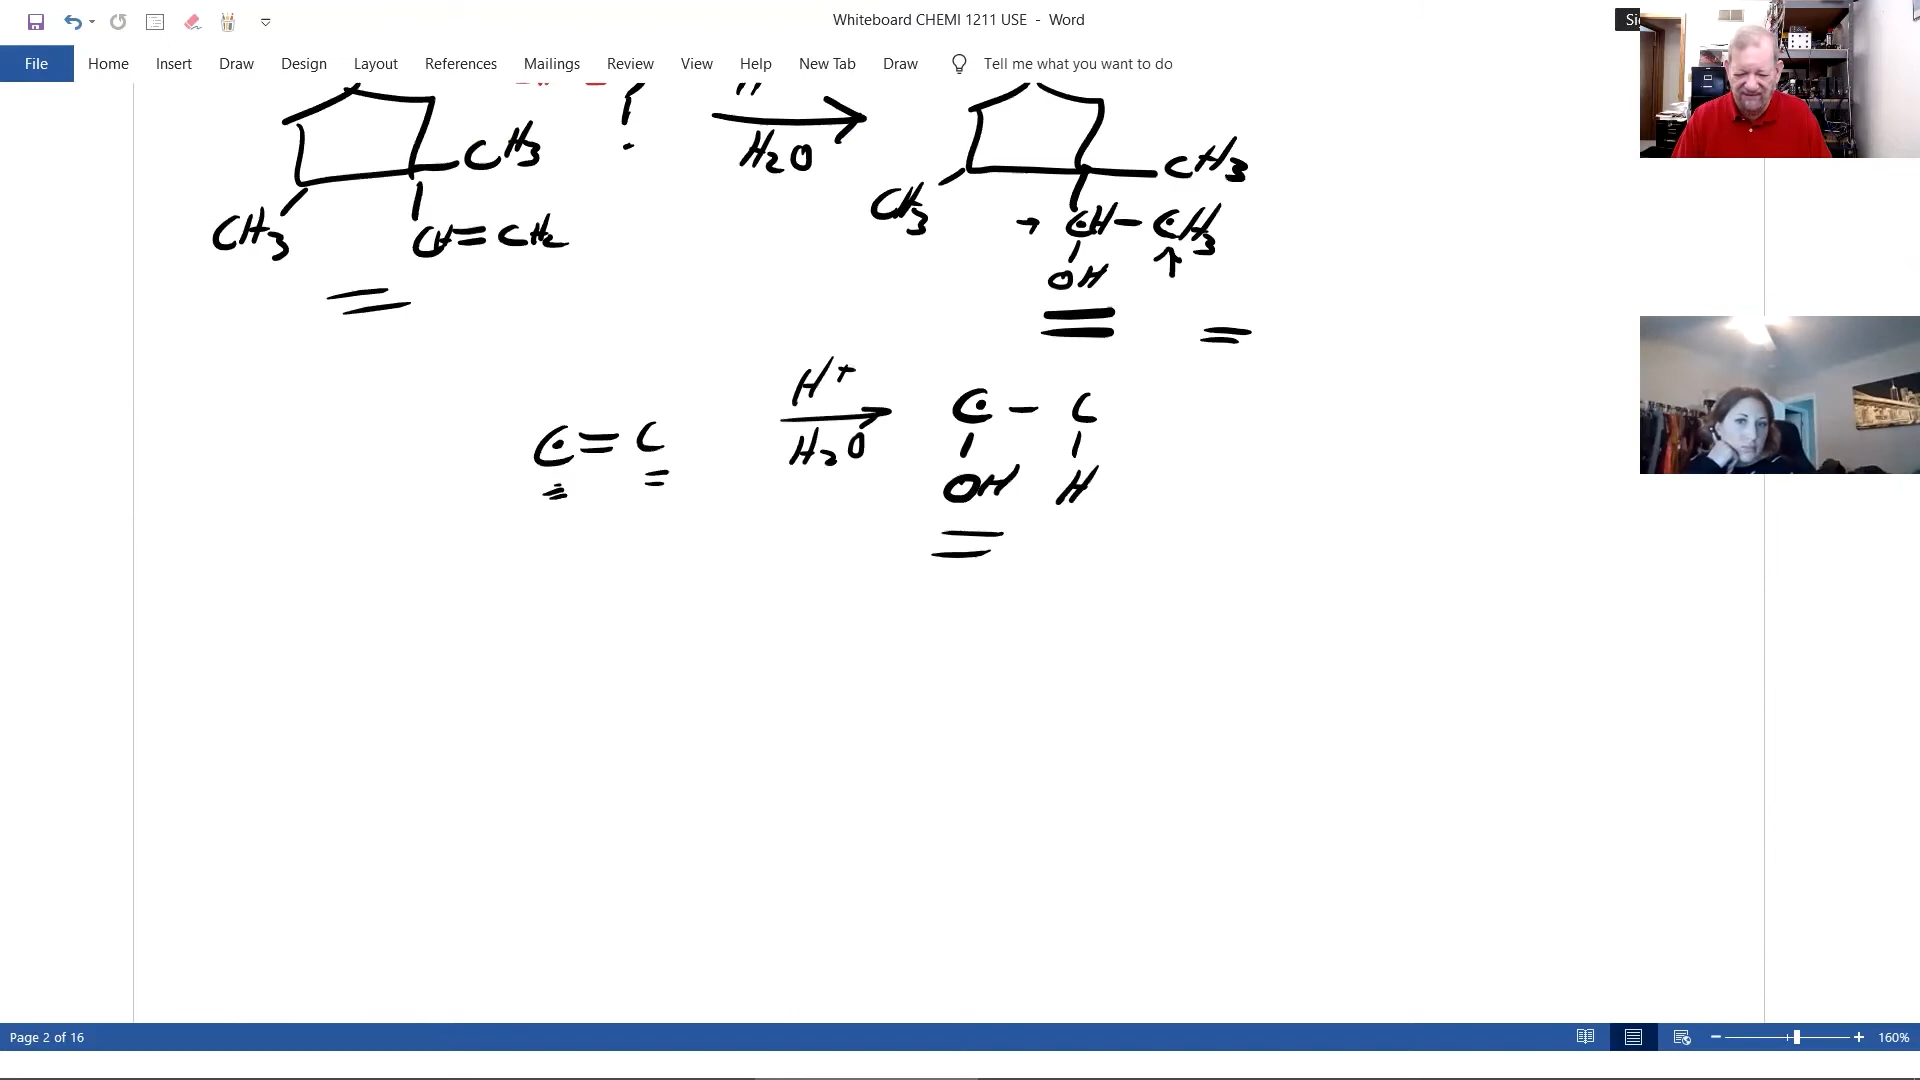 Whiteboard CHEMI 1211 USE - Word
File Home Insert Draw Design Layout References Mailings Review View Help New Tab Draw Tell me what you want to do
CH3 ? H2O CH3
CH3 CH3
CH=CH2 → CH-CH3
↑
OH
H+
C=C H2O C-C
OH H
Page 2 of 16 160%